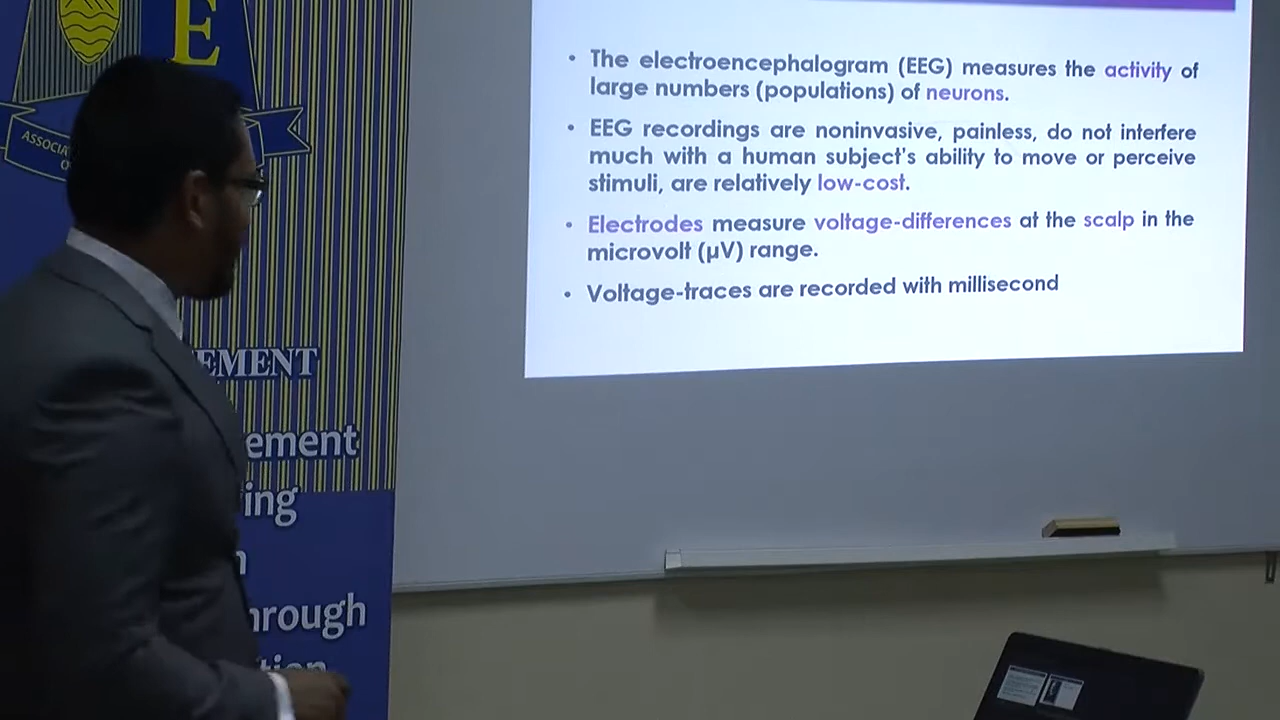 E
ASSOCIA
EMENT
ement
ing
hrough
tion
• The electroencephalogram (EEG) measures the activity of
large numbers (populations) of neurons.
• EEG recordings are noninvasive, painless, do not interfere
much with a human subject's ability to move or perceive
stimuli, are relatively low-cost.
• Electrodes measure voltage-differences at the scalp in the
microvolt (μV) range.
• Voltage-traces are recorded with millisecond